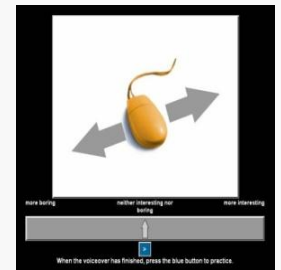 more boring
neither interesting nor
boring
more interesting
When the voiceover has finished, press the blue button to practice.